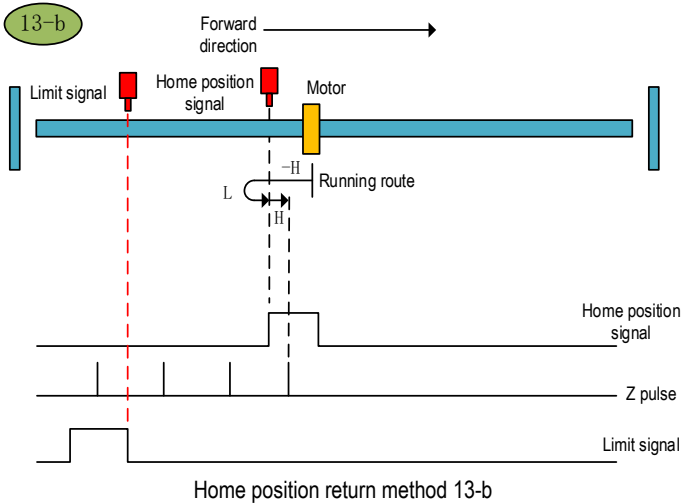 13-b
Forward
direction
Limit signal
Home position
signal
Motor
-H
Running route
L
H
Home position
signal
Z pulse
Limit signal
Home position return method 13-b